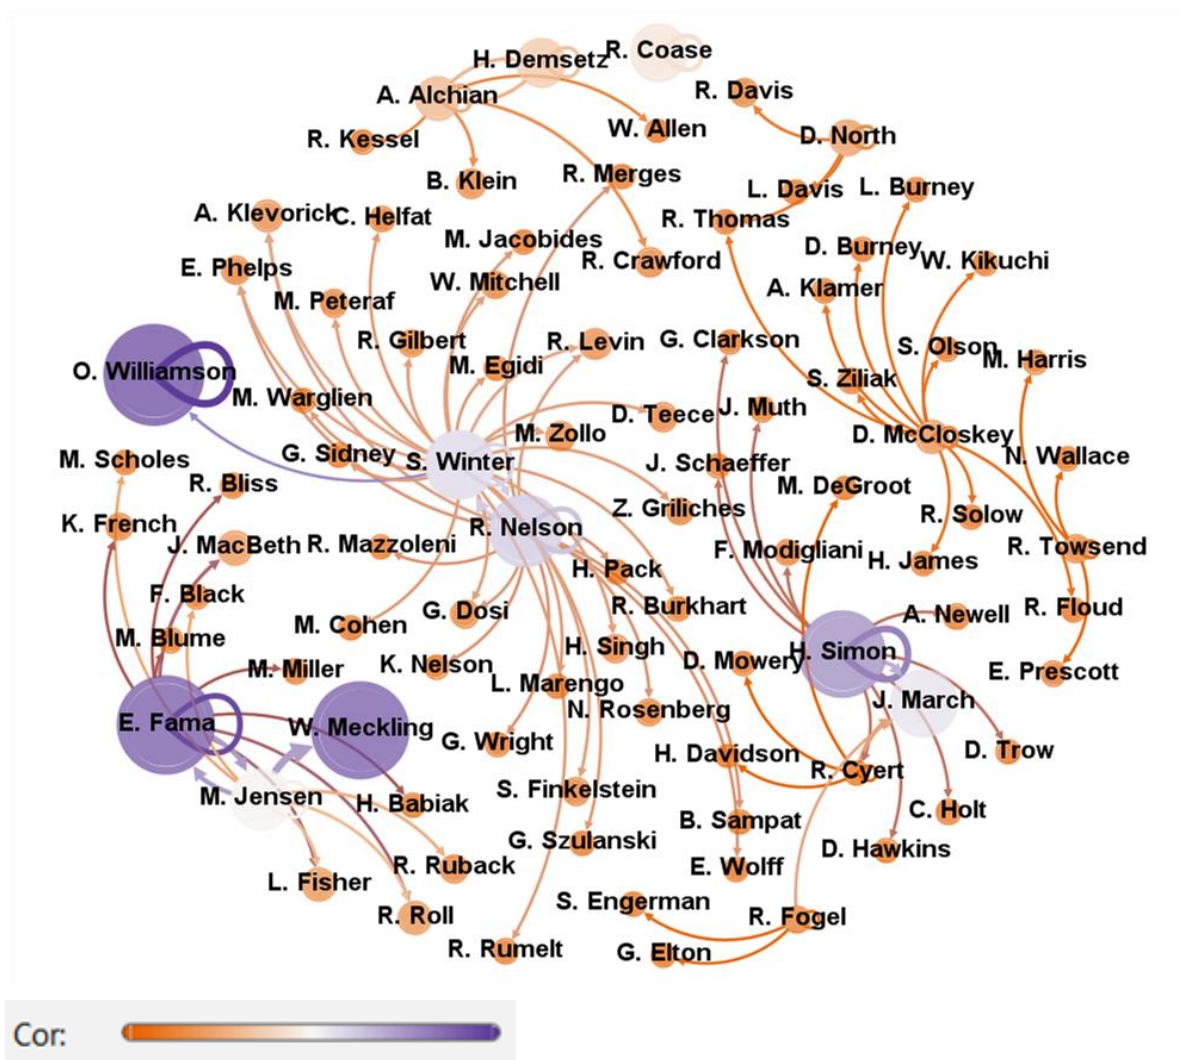 H. Demsetz
R. Coase
A. Alchian
R. Davis
R. Kessel
W. Allen
D. North
B. Klein
R. Merges
L. Davis
L. Burney
A. Klevorick
C. Helfat
R. Thomas
M. Jacobides
D. Burney
E. Phelps
R. Crawford
W. Kikuchi
W. Mitchell
A. Klamer
M. Peteraf
R. Gilbert
R. Levin
G. Clarkson
S. Olson
M. Harris
O. Williamson
M. Egidi
S. Ziliak
M. Warglien
D. Teece
J. Muth
M. Zollo
D. McCloskey
M. Scholes
G. Sidney
S. Winter
J. Schaeffer
N. Wallace
R. Bliss
M. DeGroot
Z. Griliches
R. Solow
K. French
R. Nelson
J. MacBeth
R. Mazzoleni
F. Modigliani
H. James
R. Towsend
H. Pack
F. Black
R. Burkhart
A. Newell
R. Floud
M. Cohen
G. Dosi
M. Blume
H. Singh
D. Mowery
H. Simon
M. Miller
K. Nelson
E. Prescott
L. Marengo
J. March
N. Rosenberg
E. Fama
W. Meckling
G. Wright
H. Davidson
D. Trow
R. Cyert
M. Jensen
H. Babiak
S. Finkelstein
C. Holt
B. Sampat
G. Szulanski
D. Hawkins
R. Ruback
E. Wolff
L. Fisher
S. Engerman
R. Roll
R. Fogel
R. Rumelt
G. Elton
Cor: